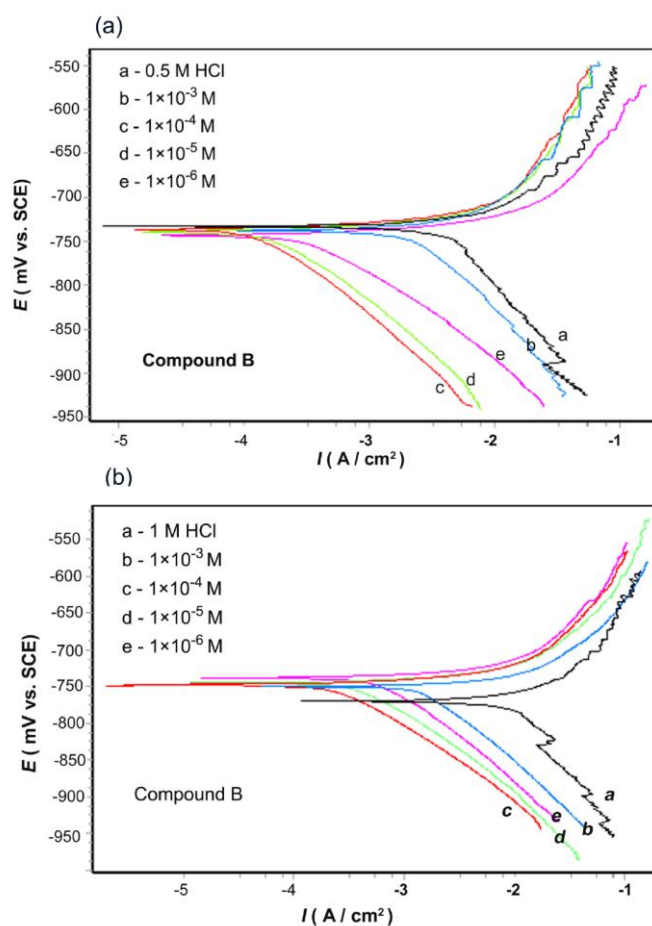 (a)
a - 0.5 M HCl
b - 1×10⁻³ M
c - 1×10⁻⁴ M
d - 1×10⁻⁵ M
e - 1×10⁻⁶ M
-550
-600
-650
-700
-750
-800
-850
-900
-950
E ( mV vs. SCE)
Compound B
a
b
e
d
c
-5 -4 -3 -2 -1
I ( A / cm²)
(b)
a - 1 M HCl
b - 1×10⁻³ M
c - 1×10⁻⁴ M
d - 1×10⁻⁵ M
e - 1×10⁻⁶ M
-550
-600
-650
-700
-750
-800
-850
-900
-950
E ( mV vs. SCE)
Compound B
a
c e b
d
-5 -4 -3 -2 -1
I ( A / cm²)